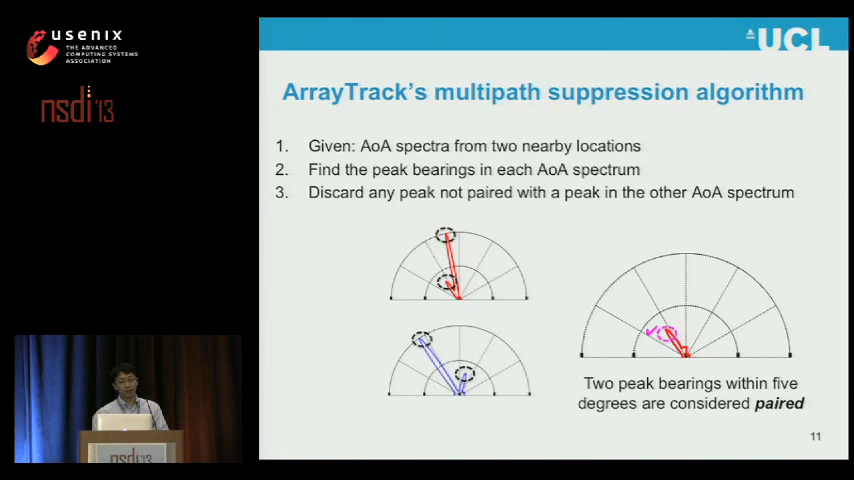 usenix
THE ADVANCED
COMPUTING SYSTEMS
ASSOCIATION
nsdi'13
UCL
ArrayTrack's multipath suppression algorithm
1. Given: AoA spectra from two nearby locations
2. Find the peak bearings in each AoA spectrum
3. Discard any peak not paired with a peak in the other AoA spectrum
Two peak bearings within five
degrees are considered paired
11
nsdi'13